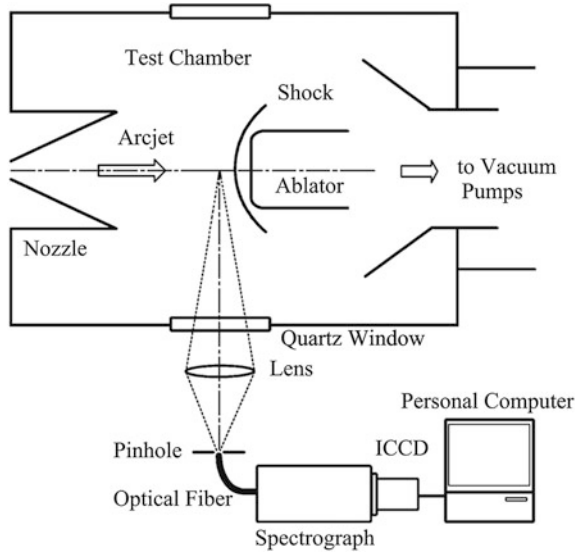 Test Chamber
Shock
Arcjet
Ablator
to Vacuum
Pumps
Nozzle
Quartz Window
Lens
Personal Computer
Pinhole
ICCD
Optical Fiber
Spectrograph